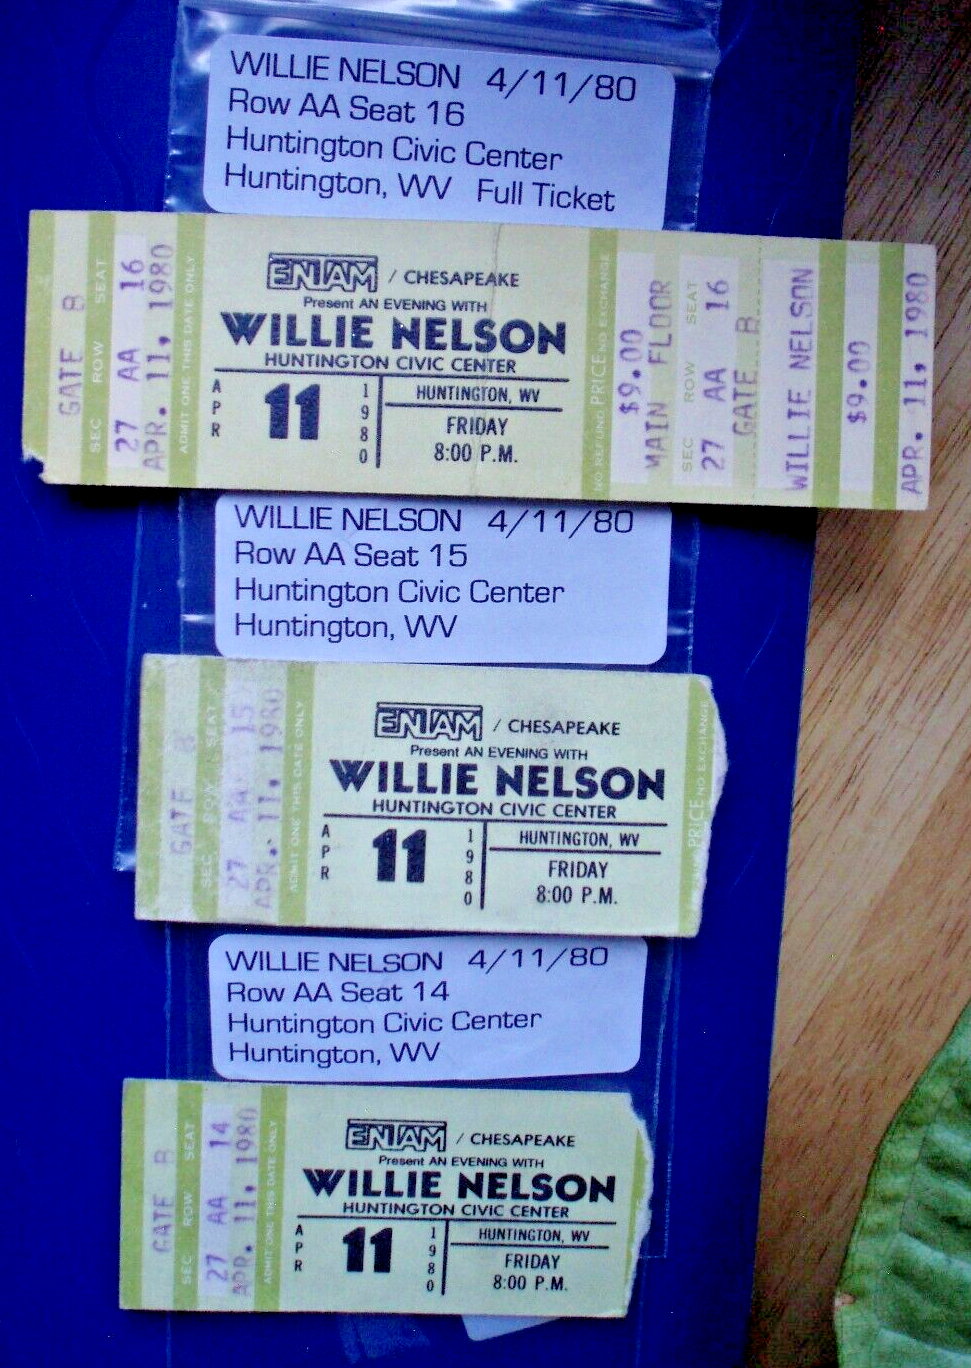 WILLIE NELSON 4/11/80
Row AA Seat 16
Huntington Civic Center
Huntington, WV Full Ticket
GATE B
SEC ROW SEAT
27 AA 16
APR. 11, 1980
ADMIT ONE THIS DATE ONLY
ENTAM / CHESAPEAKE
Present AN EVENING WITH
WILLIE NELSON
HUNTINGTON CIVIC CENTER
APR 11 1980
HUNTINGTON, WV
FRIDAY
8:00 P.M.
NO REFUND PRICE NO EXCHANGE
$9.00
MAIN FLOOR
SEC ROW SEAT
27 AA 16
GATE B
WILLIE NELSON
$9.00
APR. 11, 1980
WILLIE NELSON 4/11/80
Row AA Seat 15
Huntington Civic Center
Huntington, WV
GATE B
SEC ROW SEAT
27 AA 15
APR. 11, 1980
ADMIT ONE THIS DATE ONLY
ENTAM / CHESAPEAKE
Present AN EVENING WITH
WILLIE NELSON
HUNTINGTON CIVIC CENTER
APR 11 1980
HUNTINGTON, WV
FRIDAY
8:00 P.M.
PRICE NO EXCHANGE
WILLIE NELSON 4/11/80
Row AA Seat 14
Huntington Civic Center
Huntington, WV
GATE B
SEC ROW SEAT
27 AA 14
APR. 11, 1980
ADMIT ONE THIS DATE ONLY
ENTAM / CHESAPEAKE
Present AN EVENING WITH
WILLIE NELSON
HUNTINGTON CIVIC CENTER
APR 11 1980
HUNTINGTON, WV
FRIDAY
8:00 P.M.